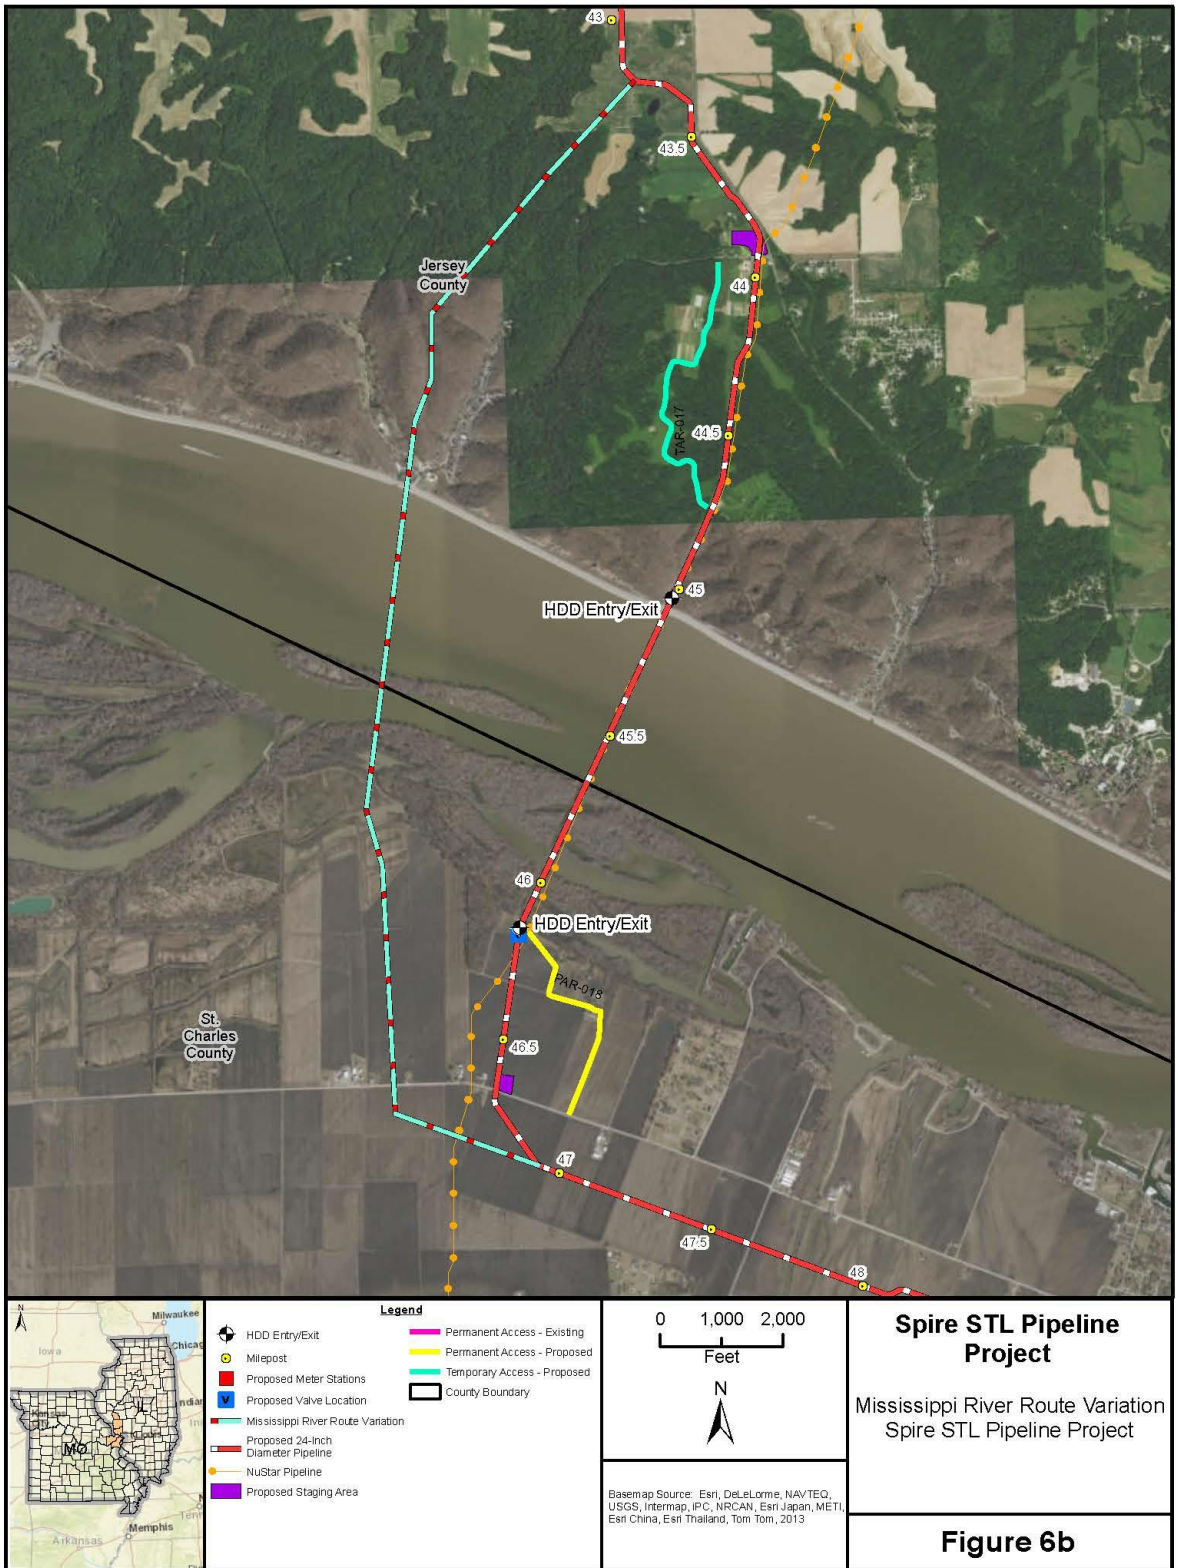 43
43.5
Jersey
County
44
TAR-017
44.5
45
HDD Entry/Exit
45.5
46
HDD Entry/Exit
PAR-018
St.
Charles
County
46.5
47
47.5
48
N
Milwaukee
Iowa
Chicag
IL
Indian
MO
Memphis
Arkansas
Legend
HDD Entry/Exit
Milepost
Proposed Meter Stations
V
Proposed Valve Location
Mississippi River Route Variation
Proposed 24-Inch
Diameter Pipeline
NuStar Pipeline
Proposed Staging Area
Permanent Access - Existing
Permanent Access - Proposed
Temporary Access - Proposed
County Boundary
0 1,000 2,000
Feet
N
Basemap Source: Esri, DeLeLorme, NAVTEQ,
USGS, Intermap, iPC, NRCAN, Esri Japan, METI,
Esri China, Esri Thailand, Tom Tom, 2013
Spire STL Pipeline
Project
Mississippi River Route Variation
Spire STL Pipeline Project
Figure 6b